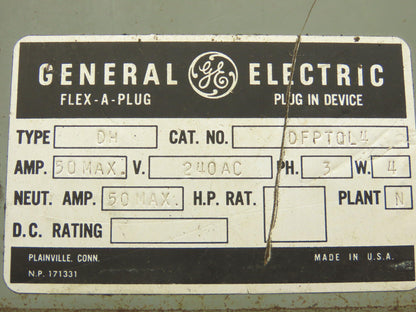 GENERAL GE ELECTRIC
FLEX-A-PLUG PLUG IN DEVICE
TYPE DH CAT. NO. DFPTQL4
AMP. 50 MAX. V. 240AC PH. 3 W. 4
NEUT. AMP. 50 MAX. H.P. RAT. PLANT N
D.C. RATING
PLAINVILLE, CONN. MADE IN U.S.A.
N.P. 171331